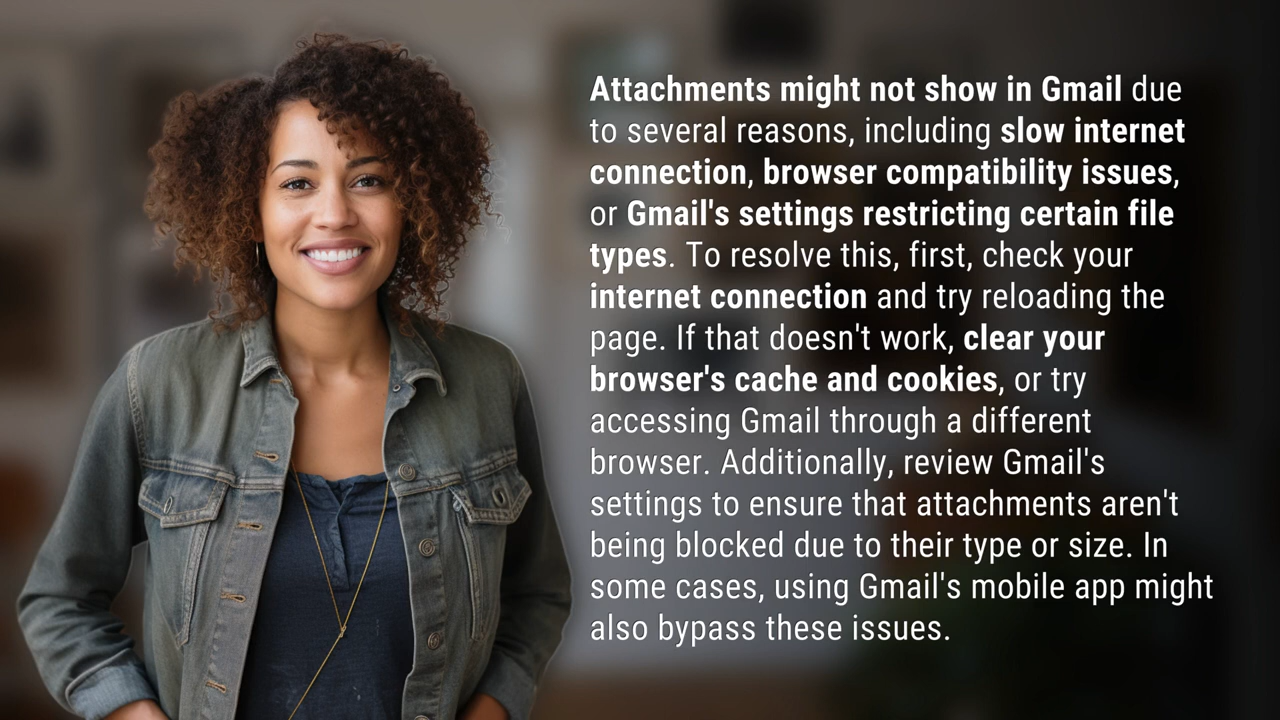 Attachments might not show in Gmail due
to several reasons, including slow internet
connection, browser compatibility issues,
or Gmail's settings restricting certain file
types. To resolve this, first, check your
internet connection and try reloading the
page. If that doesn't work, clear your
browser's cache and cookies, or try
accessing Gmail through a different
browser. Additionally, review Gmail's
settings to ensure that attachments aren't
being blocked due to their type or size. In
some cases, using Gmail's mobile app might
also bypass these issues.